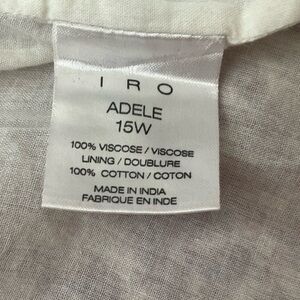 IRO
ADELE
15W
100% VISCOSE / VISCOSE
LINING / DOUBLURE
100% COTTON / COTON
MADE IN INDIA
FABRIQUE EN INDE